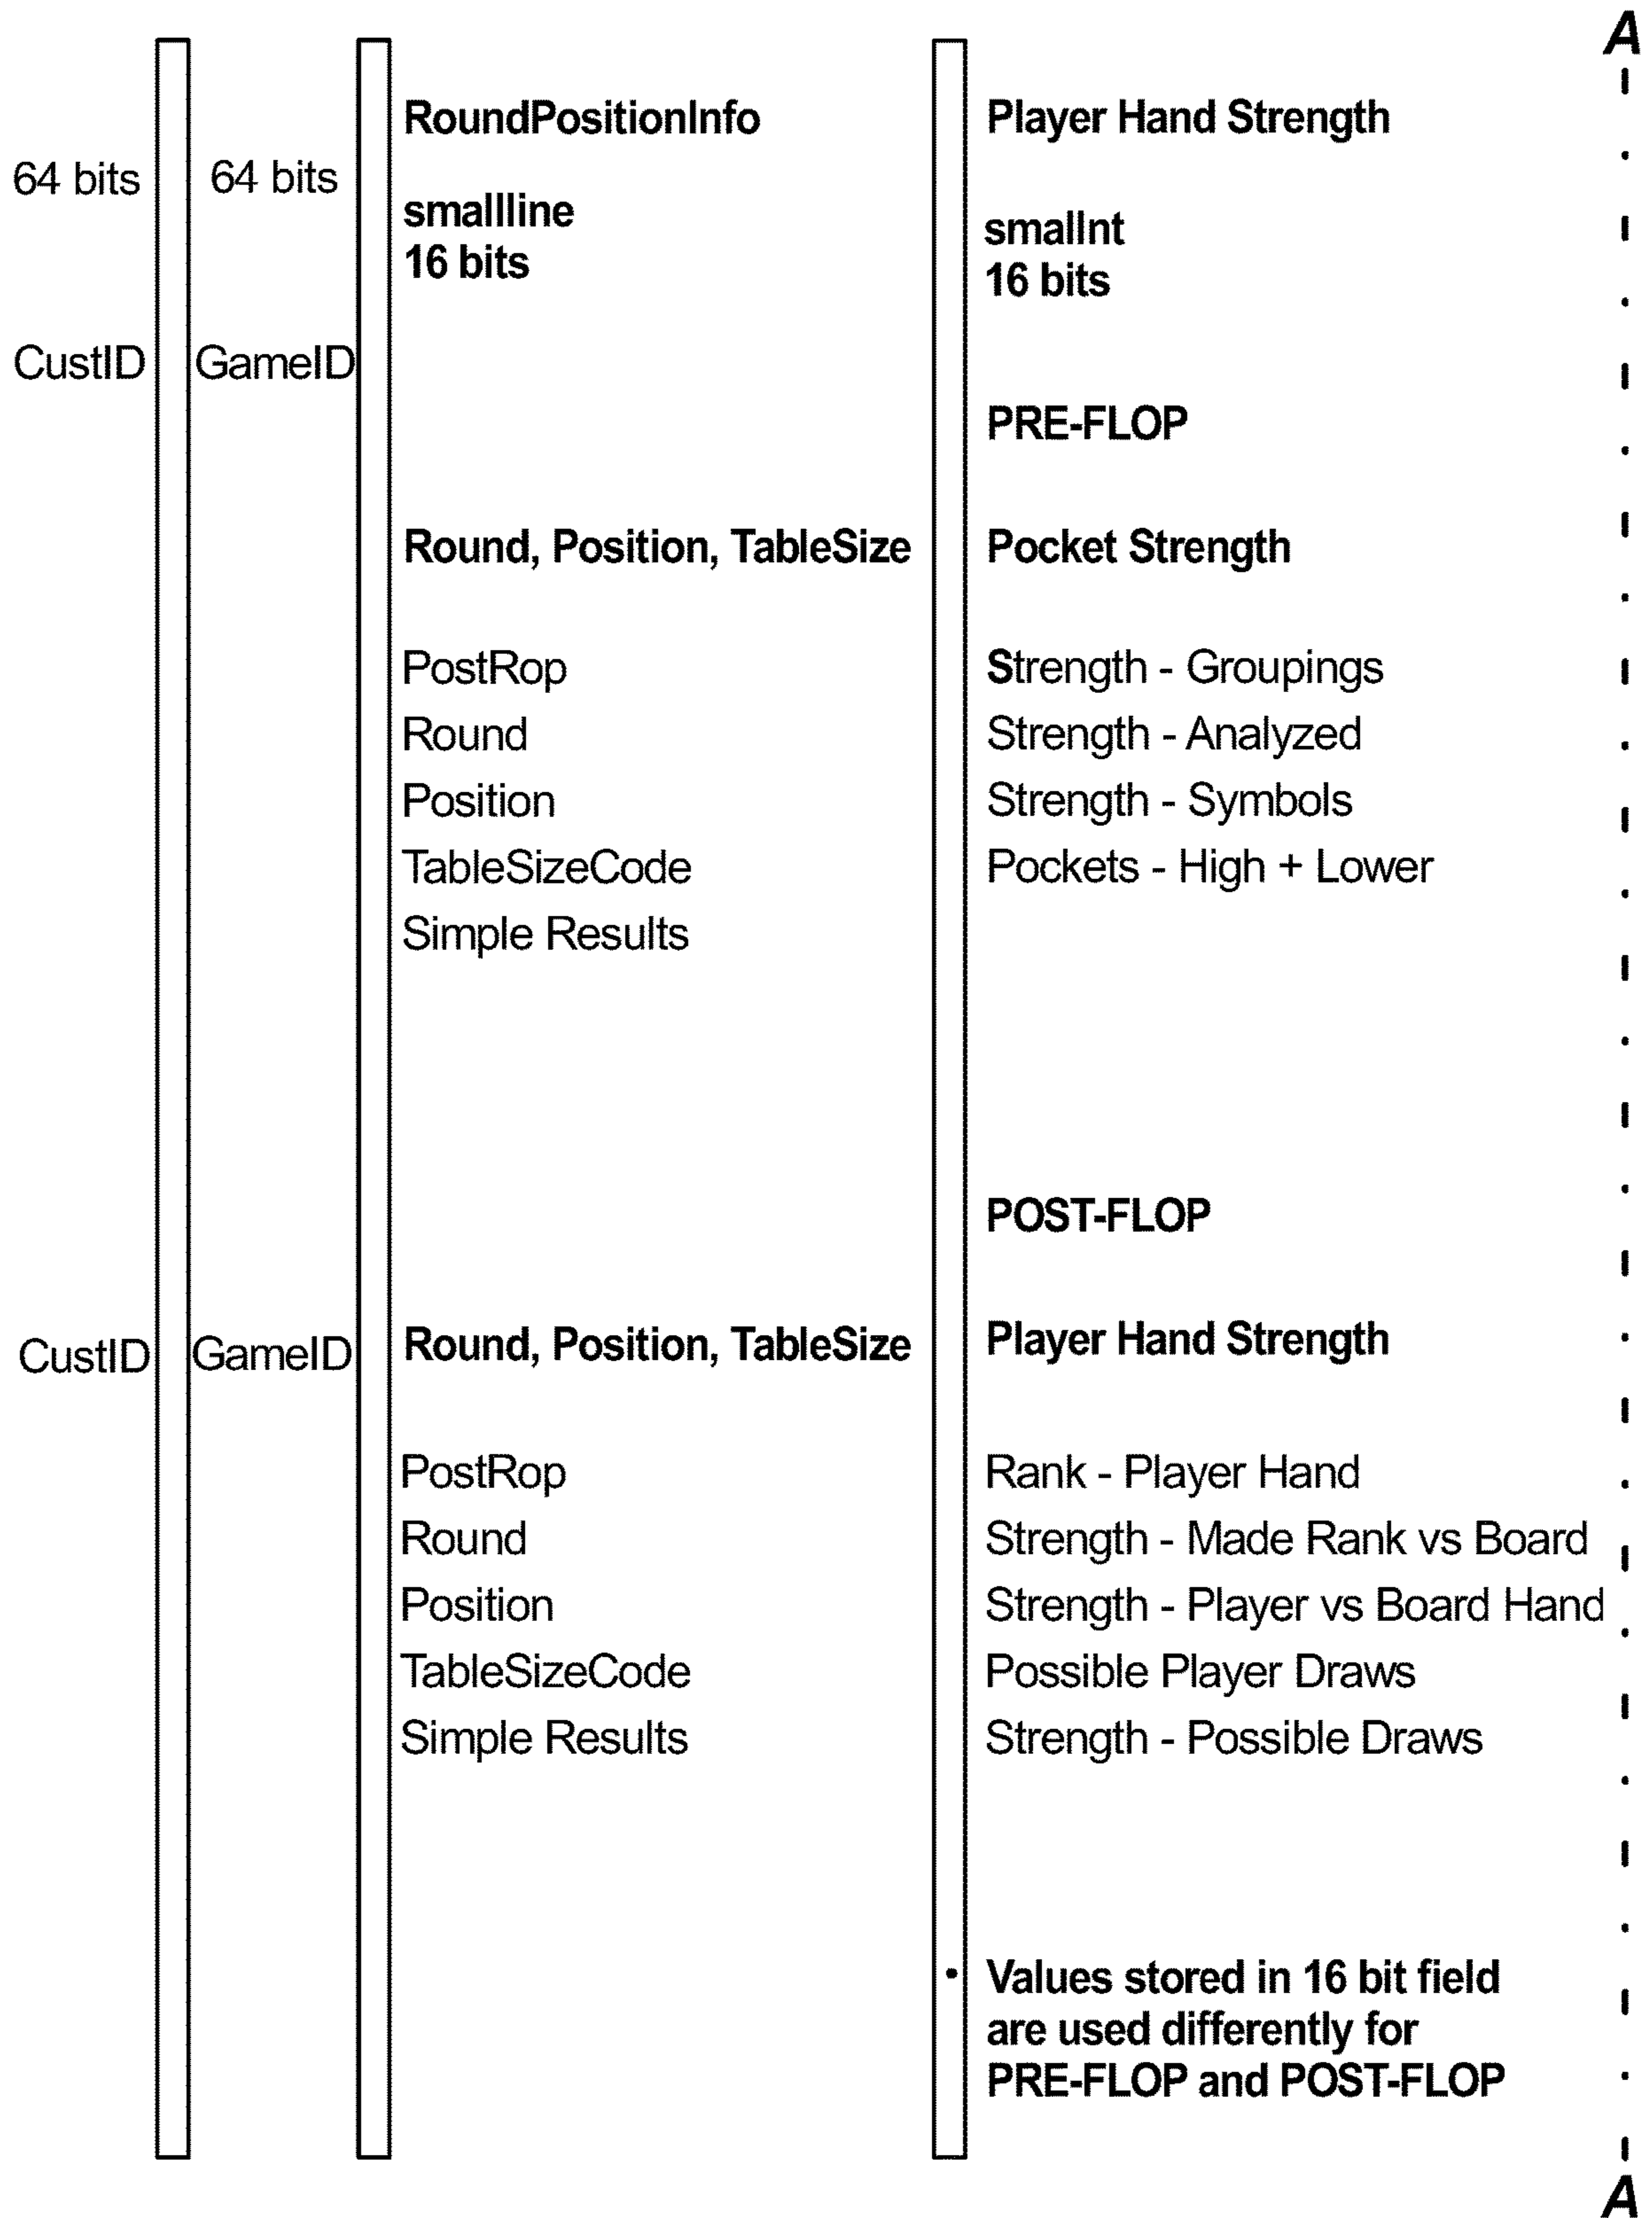 A
RoundPositionInfo
Player Hand Strength
64 bits
64 bits
smallline
16 bits
smallnt
16 bits
CustID
GameID
PRE-FLOP
Round, Position, TableSize
Pocket Strength
PostRop
Strength - Groupings
Round
Strength - Analyzed
Position
Strength - Symbols
TableSizeCode
Pockets - High + Lower
Simple Results
POST-FLOP
CustID
GameID
Round, Position, TableSize
Player Hand Strength
PostRop
Rank - Player Hand
Round
Strength - Made Rank vs Board
Position
Strength - Player vs Board Hand
TableSizeCode
Possible Player Draws
Simple Results
Strength - Possible Draws
• Values stored in 16 bit field
are used differently for
PRE-FLOP and POST-FLOP
A